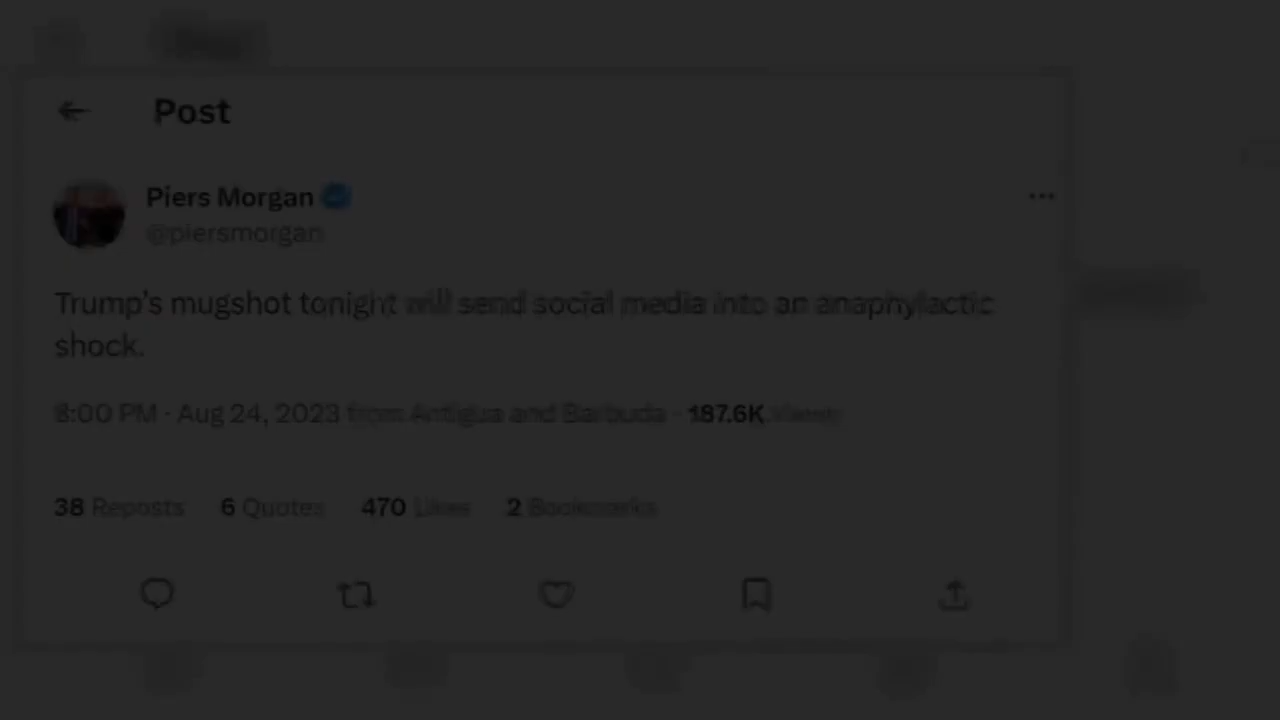 Post
Piers Morgan
@piersmorgan
Trump's mugshot tonight will send social media into an anaphylactic
shock.
8:00 PM · Aug 24, 2023 from Antigua and Barbuda · 187.6K Views
38 Reposts 6 Quotes 470 Likes 2 Bookmarks